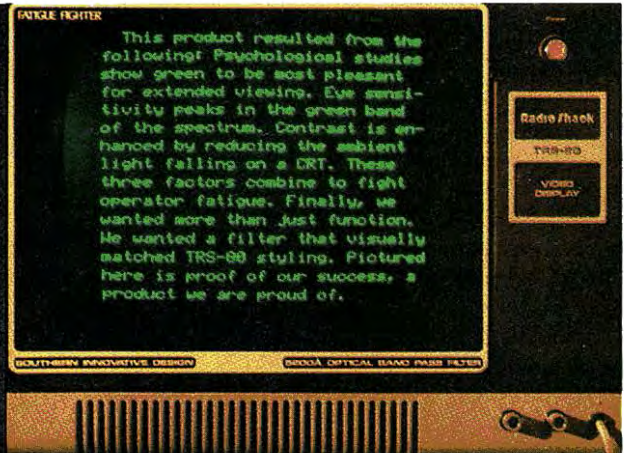 FATIGUE FIGHTER
This product resulted from the
following: Psychological studies
show green to be most pleasant
for extended viewing. Eye sensi-
tivity peaks in the green band
of the spectrum. Contrast is en-
hanced by reducing the ambient
light falling on a CRT. These
three factors combine to fight
operator fatigue. Finally, we
wanted more than just function.
We wanted a filter that visually
matched TRS-80 styling. Pictured
here is proof of our success, a
product we are proud of.
SOUTHERN INNOVATIVE DESIGN
5200Å OPTICAL BAND PASS FILTER
Power
Radio Shack
TRS-80
VIDEO
DISPLAY